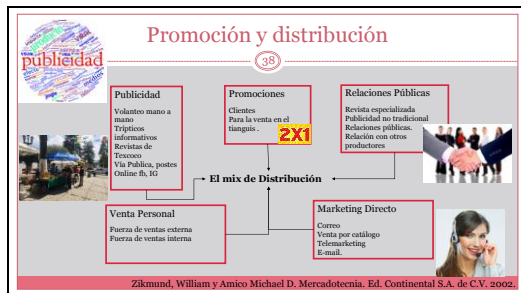 Promoción y distribución
38
publicidad
Publicidad
Volanteo mano a
mano
Trípticos
informativos
Revistas de
Texcoco
Vía Publica, postes
Online fb, IG
Promociones
Clientes
Para la venta en el
tianguis .
2X1
Relaciones Públicas
Revista especializada
Publicidad no tradicional
Relaciones públicas.
Relación con otros
productores
El mix de Distribución
Venta Personal
Fuerza de ventas externa
Fuerza de ventas interna
Marketing Directo
Correo
Venta por catálogo
Telemarketing
E-mail.
Zikmund, William y Amico Michael D. Mercadotecnia. Ed. Continental S.A. de C.V. 2002.